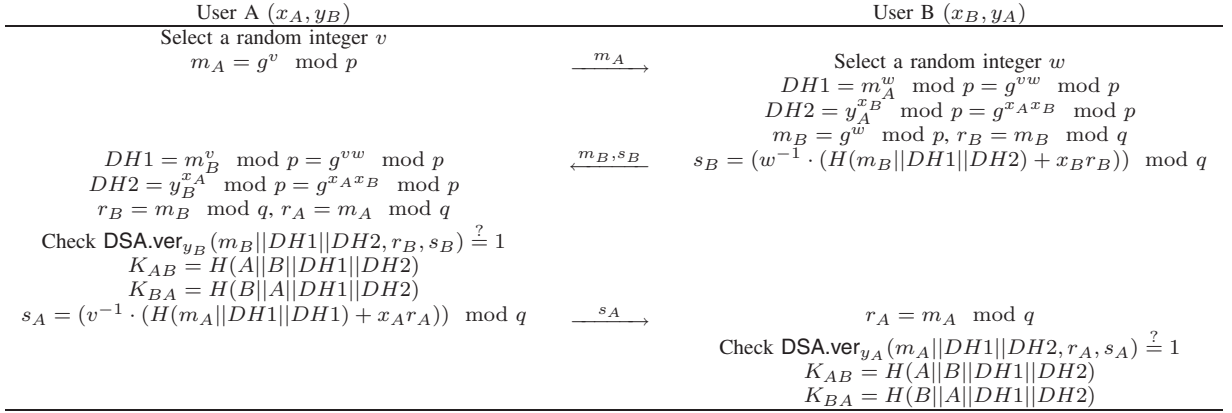 User A (x_A, y_B) User B (x_B, y_A)
Select a random integer v
m_A = g^v mod p —m_A→ Select a random integer w
DH1 = m_A^w mod p = g^{vw} mod p
DH2 = y_A^{x_B} mod p = g^{x_A x_B} mod p
m_B = g^w mod p, r_B = m_B mod q
DH1 = m_B^v mod p = g^{vw} mod p ←m_B,s_B— s_B = (w^{-1} · (H(m_B||DH1||DH2) + x_B r_B)) mod q
DH2 = y_B^{x_A} mod p = g^{x_A x_B} mod p
r_B = m_B mod q, r_A = m_A mod q
Check DSA.ver_{y_B}(m_B||DH1||DH2, r_B, s_B) ≟ 1
K_{AB} = H(A||B||DH1||DH2)
K_{BA} = H(B||A||DH1||DH2)
s_A = (v^{-1} · (H(m_A||DH1||DH1) + x_A r_A)) mod q —s_A→ r_A = m_A mod q
Check DSA.ver_{y_A}(m_A||DH1||DH2, r_A, s_A) ≟ 1
K_{AB} = H(A||B||DH1||DH2)
K_{BA} = H(B||A||DH1||DH2)